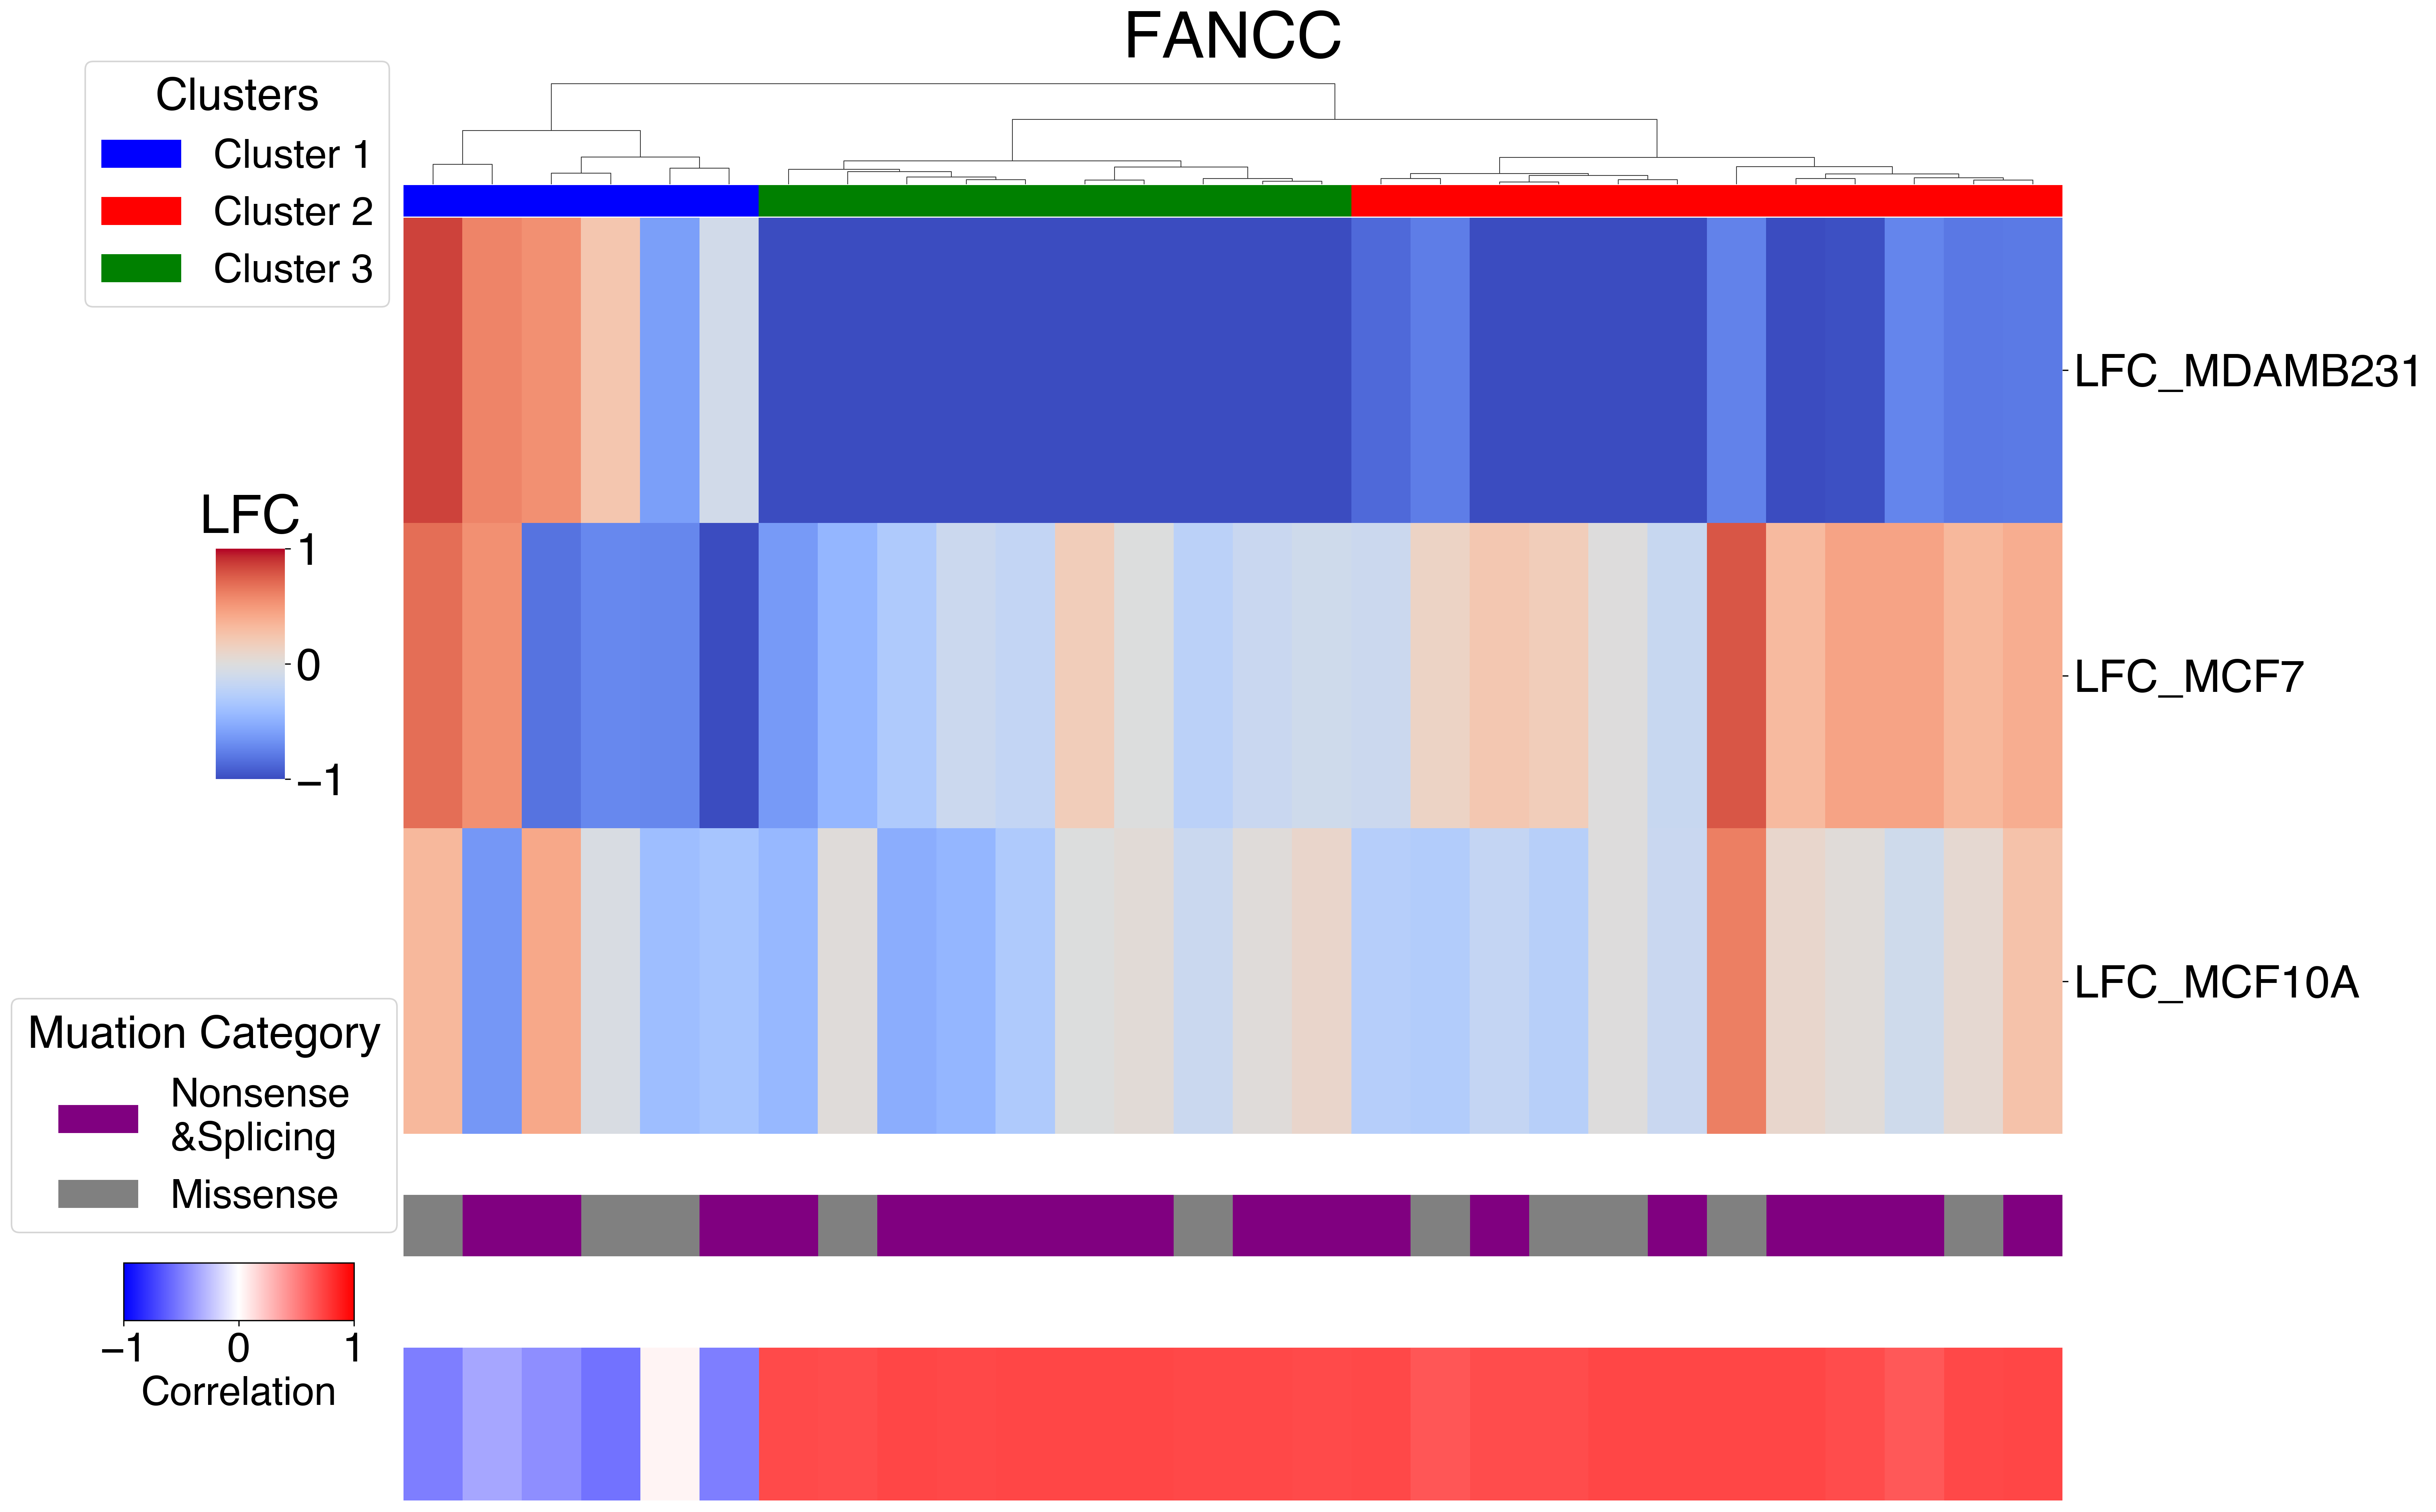 FANCC
Clusters
Cluster 1
Cluster 2
Cluster 3
LFC_MDAMB231
LFC
1
0
−1
LFC_MCF7
LFC_MCF10A
Muation Category
Nonsense
&Splicing
Missense
−1 0 1
Correlation